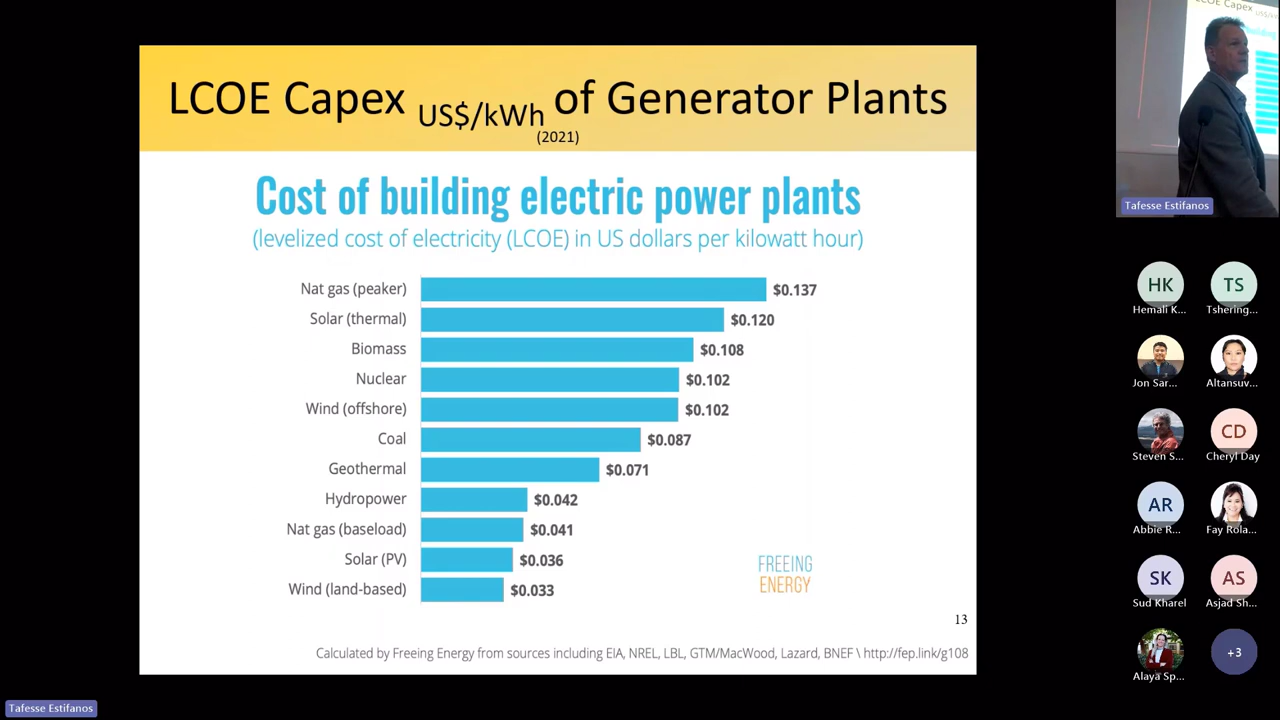 LCOE Capex US$/kWh of Generator Plants
(2021)
Cost of building electric power plants
(levelized cost of electricity (LCOE) in US dollars per kilowatt hour)
Nat gas (peaker) $0.137
Solar (thermal) $0.120
Biomass $0.108
Nuclear $0.102
Wind (offshore) $0.102
Coal $0.087
Geothermal $0.071
Hydropower $0.042
Nat gas (baseload) $0.041
Solar (PV) $0.036
Wind (land-based) $0.033
FREEING
ENERGY
13
Calculated by Freeing Energy from sources including EIA, NREL, LBL, GTM/MacWood, Lazard, BNEF \ http://fep.link/g108
Tafesse Estifanos
LCOE Capex
Tafesse Estifanos
HK TS
Hemali K... Tshering...
Jon Sar... Altansuv...
CD
Steven S... Cheryl Day
AR
Abbie R... Fay Rola...
SK AS
Sud Kharel Asjad Sh...
+3
Alaya Sp...